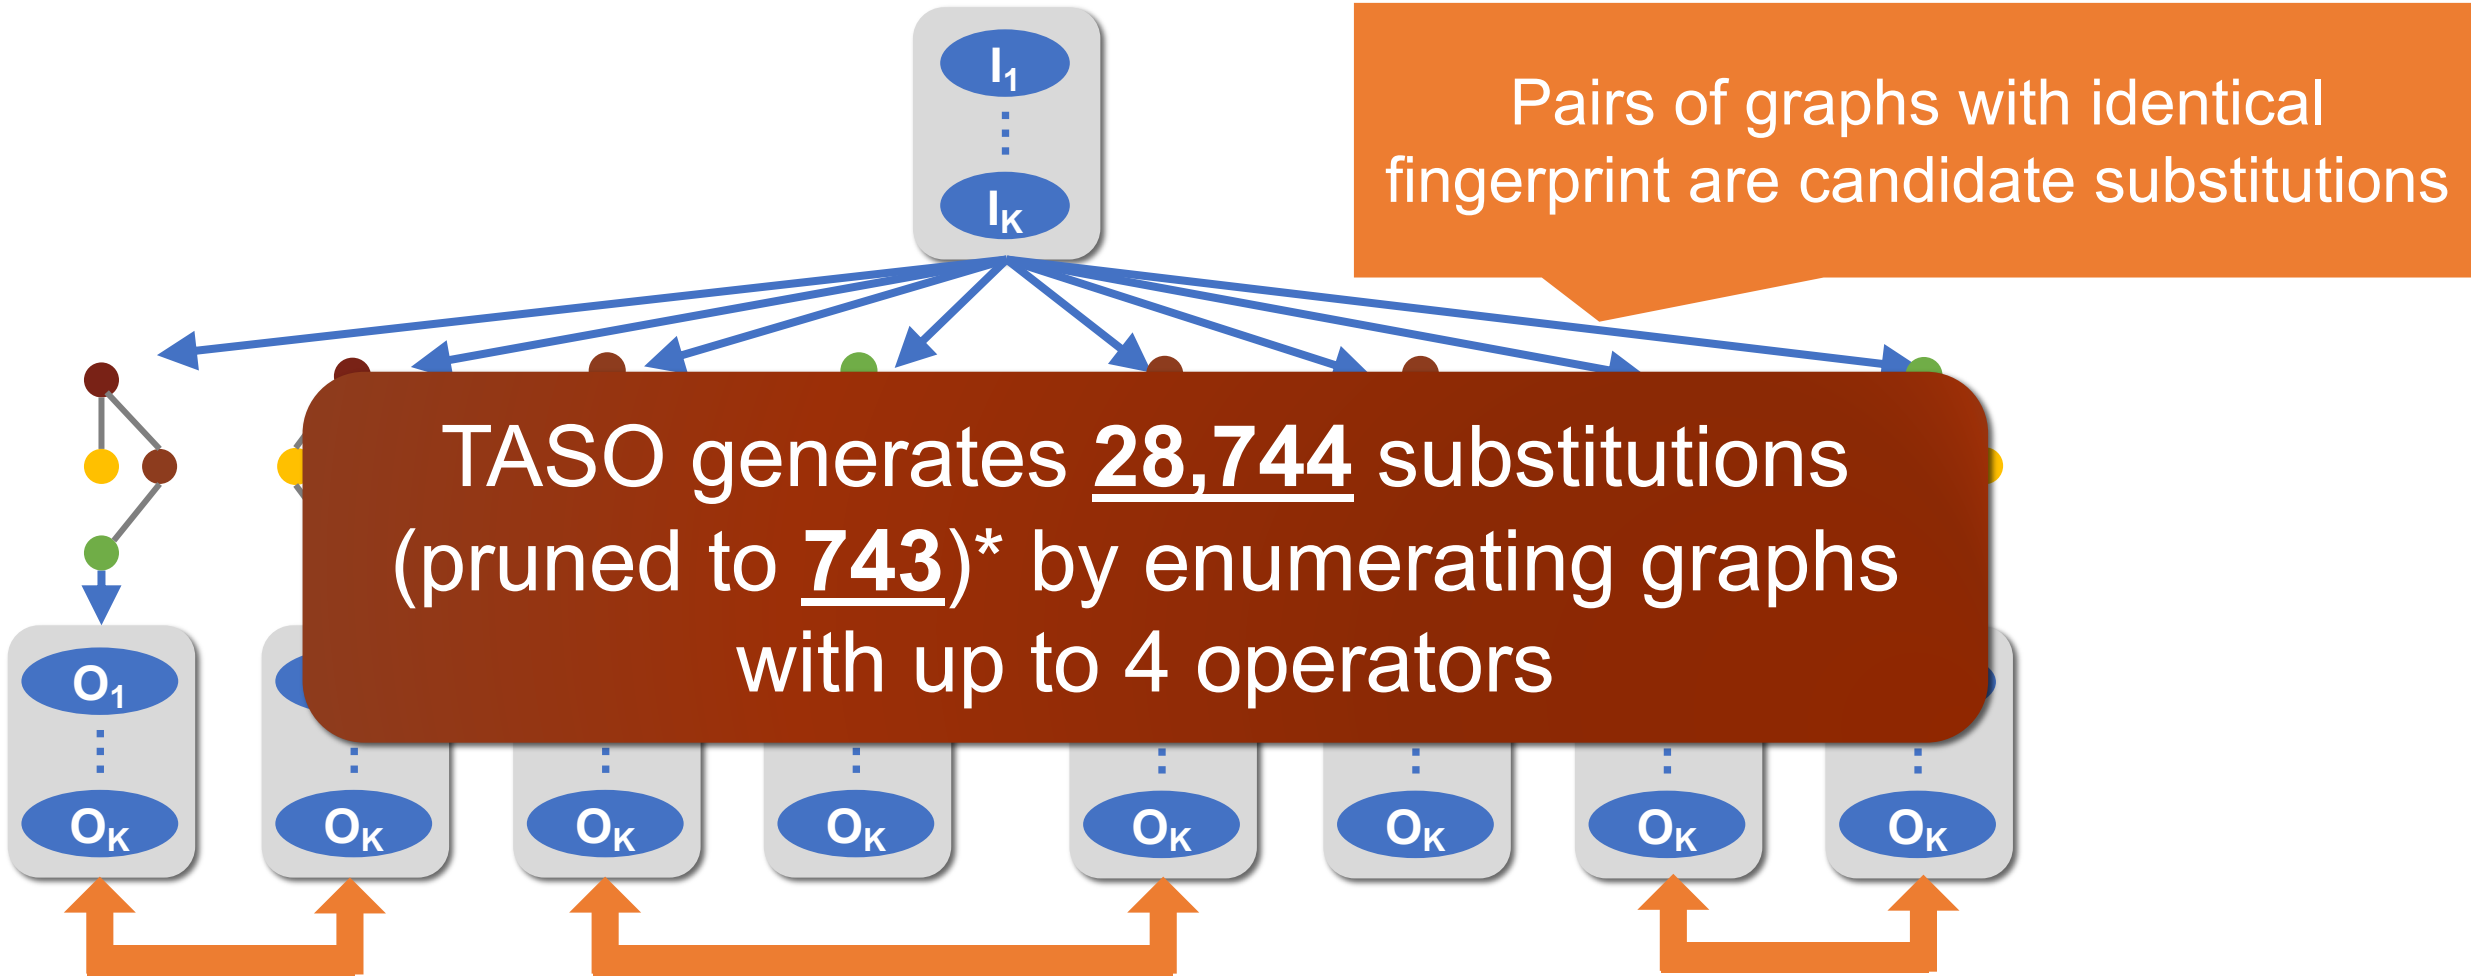 I1
IK
Pairs of graphs with identical
fingerprint are candidate substitutions
TASO generates 28,744 substitutions
(pruned to 743)* by enumerating graphs
with up to 4 operators
O1
OK
OK
OK
OK
OK
OK
OK
OK